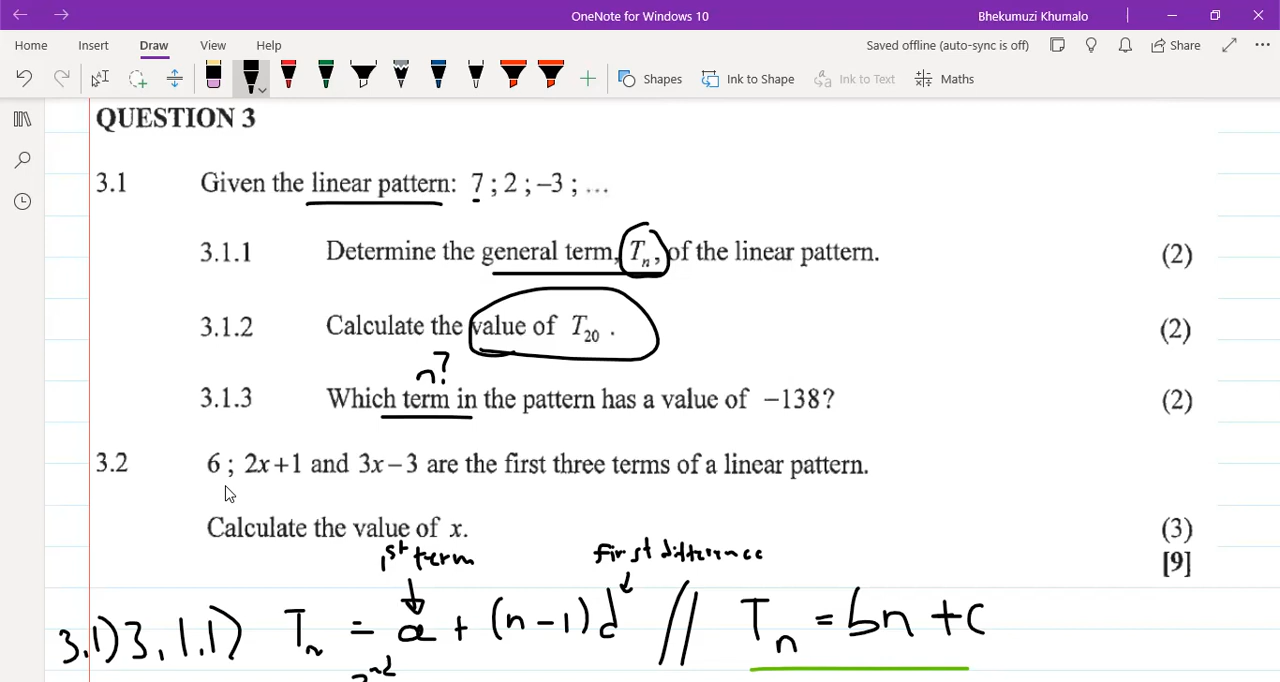 OneNote for Windows 10
Bhekumuzi Khumalo
Home Insert Draw View Help
Saved offline (auto-sync is off) Share
Shapes Ink to Shape Ink to Text Maths
QUESTION 3
3.1 Given the linear pattern: 7 ; 2 ; –3 ; …
3.1.1 Determine the general term, Tₙ, of the linear pattern. (2)
3.1.2 Calculate the value of T₂₀ . (2)
n?
3.1.3 Which term in the pattern has a value of –138? (2)
3.2 6 ; 2x+1 and 3x–3 are the first three terms of a linear pattern.
Calculate the value of x. (3)
1st term first difference [9]
3.1) 3.1.1) Tₙ = a + (n – 1) d // Tₙ = bn + c
2nd